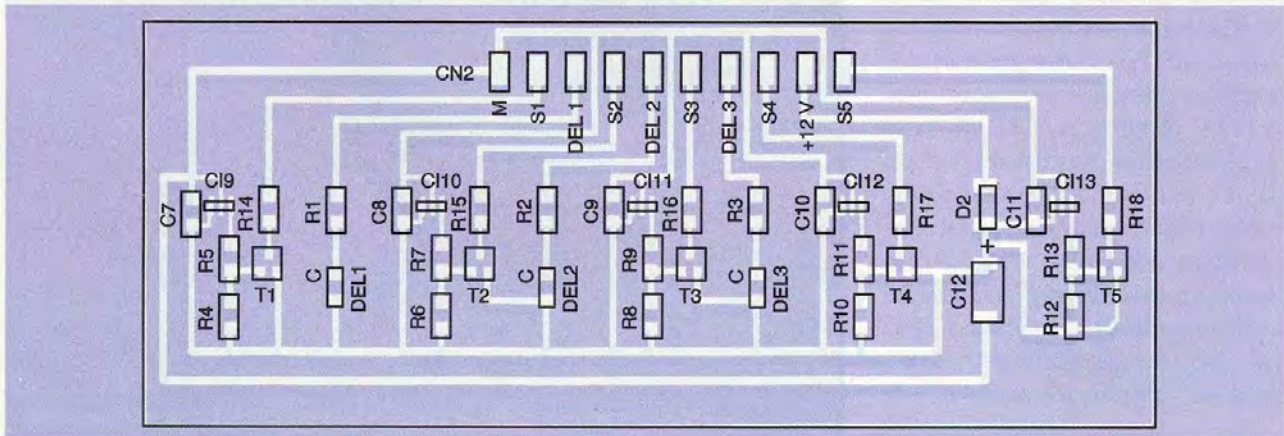 CN2
M
S1
DEL 1
S2
DEL 2
S3
DEL 3
S4
+12 V
S5
C7
CI9
R14
R1
C8
CI10
R15
R2
C9
CI11
R16
R3
C10
CI12
R17
D2
C11
CI13
R18
R5
T1
C
DEL1
R7
T2
C
DEL2
R9
T3
C
DEL3
R11
T4
+
C12
R13
T5
R4
R6
R8
R10
R12